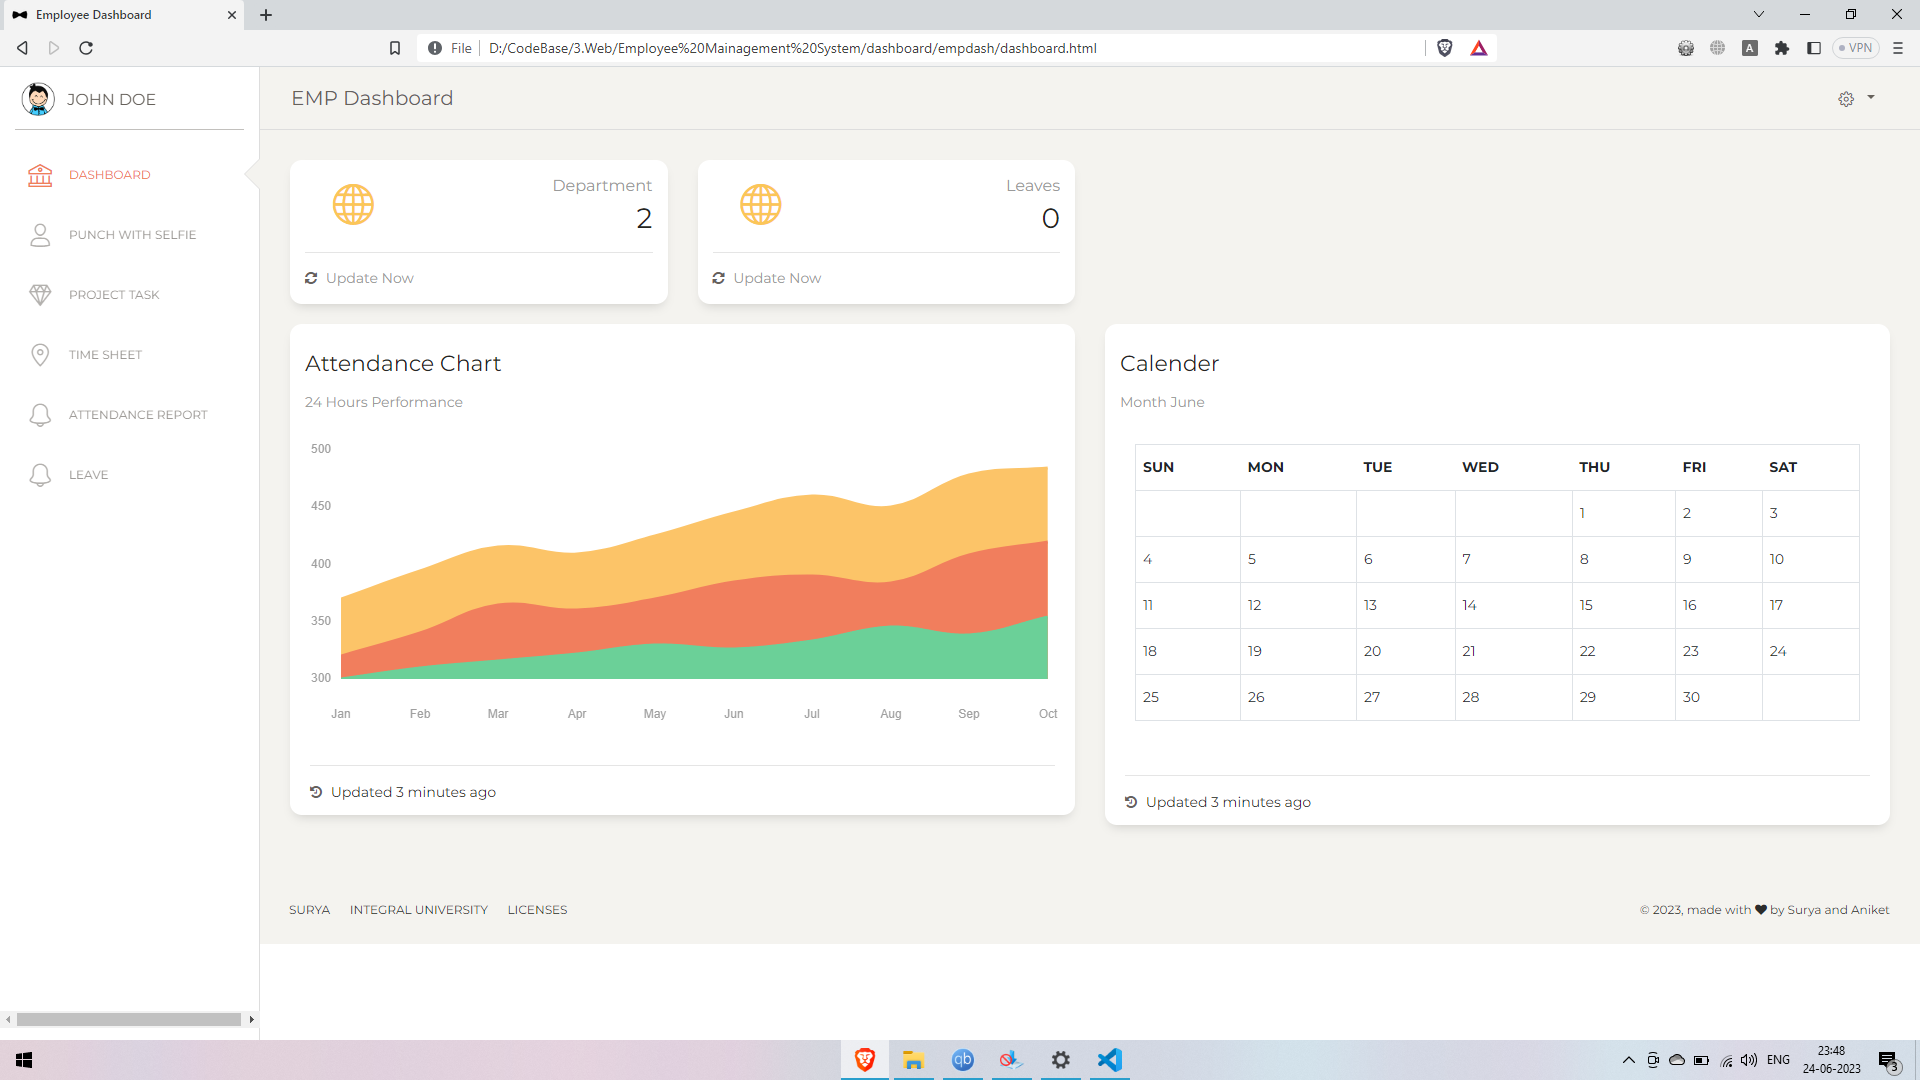 Employee Dashboard
File
D:/CodeBase/3.Web/Employee%20Mainagement%20System/dashboard/empdash/dashboard.html
A
VPN
JOHN DOE
EMP Dashboard
DASHBOARD
PUNCH WITH SELFIE
PROJECT TASK
TIME SHEET
ATTENDANCE REPORT
LEAVE
Department
2
Update Now
Leaves
0
Update Now
Attendance Chart
24 Hours Performance
500
450
400
350
300
Jan Feb Mar Apr May Jun Jul Aug Sep Oct
Updated 3 minutes ago
Calender
Month June
SUN MON TUE WED THU FRI SAT
1 2 3
4 5 6 7 8 9 10
11 12 13 14 15 16 17
18 19 20 21 22 23 24
25 26 27 28 29 30
Updated 3 minutes ago
SURYA INTEGRAL UNIVERSITY LICENSES
© 2023, made with ♥ by Surya and Aniket
qb
ENG
23:48
24-06-2023
3